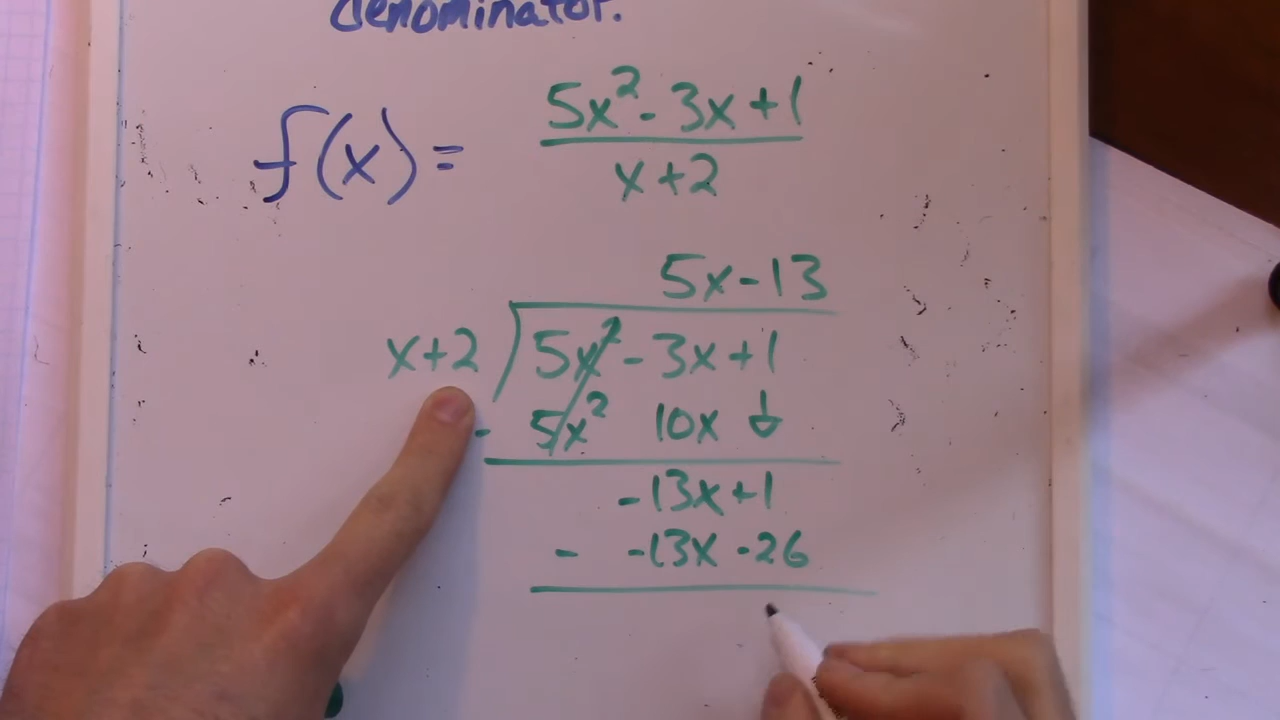 denominator.
5x² - 3x + 1
f(x) =
x + 2
5x - 13
x + 2 ) 5x² - 3x + 1
- 5x² 10x ↓
-13x + 1
- -13x - 26